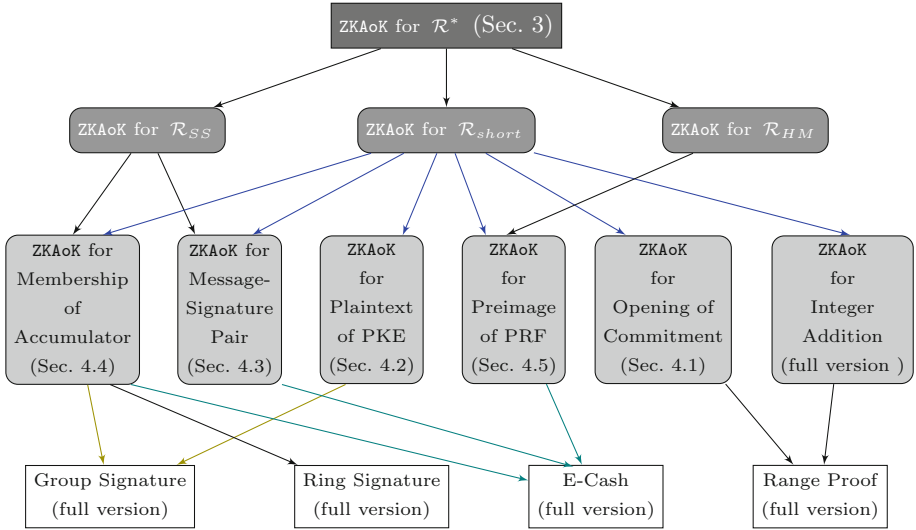 ZKAoK for R* (Sec. 3)
ZKAoK for R_SS
ZKAoK for R_short
ZKAoK for R_HM
ZKAoK for
Membership
of
Accumulator
(Sec. 4.4)
ZKAoK for
Message-
Signature
Pair
(Sec. 4.3)
ZKAoK
for
Plaintext
of PKE
(Sec. 4.2)
ZKAoK
for
Preimage
of PRF
(Sec. 4.5)
ZKAoK
for
Opening of
Commitment
(Sec. 4.1)
ZKAoK
for
Integer
Addition
(full version )
Group Signature
(full version)
Ring Signature
(full version)
E-Cash
(full version)
Range Proof
(full version)